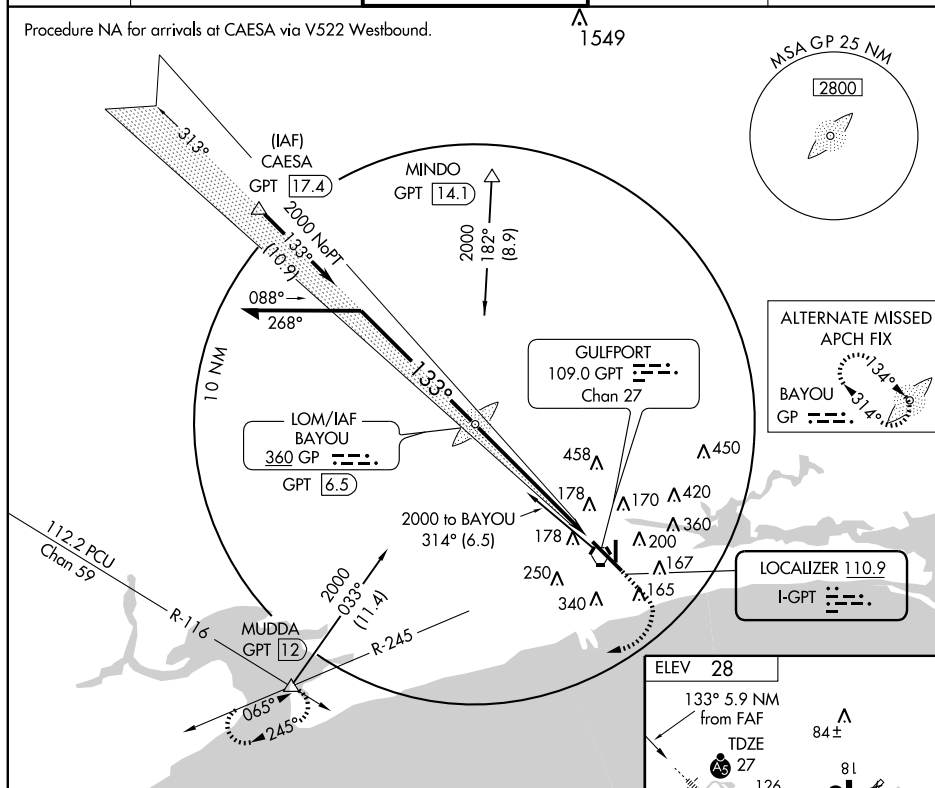 Procedure NA for arrivals at CAESA via V522 Westbound.
1549
MSA GP 25 NM
2800
313°
(IAF)
CAESA
GPT 17.4
2000 NoPT
133°
(10.9)
MINDO
GPT 14.1
2000
182°
(8.9)
088°
268°
10 NM
133°
GULFPORT
109.0 GPT
Chan 27
ALTERNATE MISSED
APCH FIX
BAYOU
GP
134°
314°
LOM/IAF
BAYOU
360 GP
GPT 6.5
458
450
178
170
420
360
2000 to BAYOU
314° (6.5)
178
200
167
250
165
340
LOCALIZER 110.9
I-GPT
112.2 PCU
Chan 59
R-116
2000
033°
(11.4)
MUDDA
GPT 12
R-245
065°
245°
ELEV 28
133° 5.9 NM
from FAF
84±
TDZE
27
A5
126
18